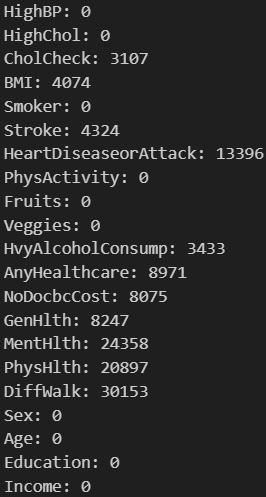 HighBP: 0
HighChol: 0
CholCheck: 3107
BMI: 4074
Smoker: 0
Stroke: 4324
HeartDiseaseorAttack: 13396
PhysActivity: 0
Fruits: 0
Veggies: 0
HvyAlcoholConsump: 3433
AnyHealthcare: 8971
NoDocbcCost: 8075
GenHlth: 8247
MentHlth: 24358
PhysHlth: 20897
DiffWalk: 30153
Sex: 0
Age: 0
Education: 0
Income: 0